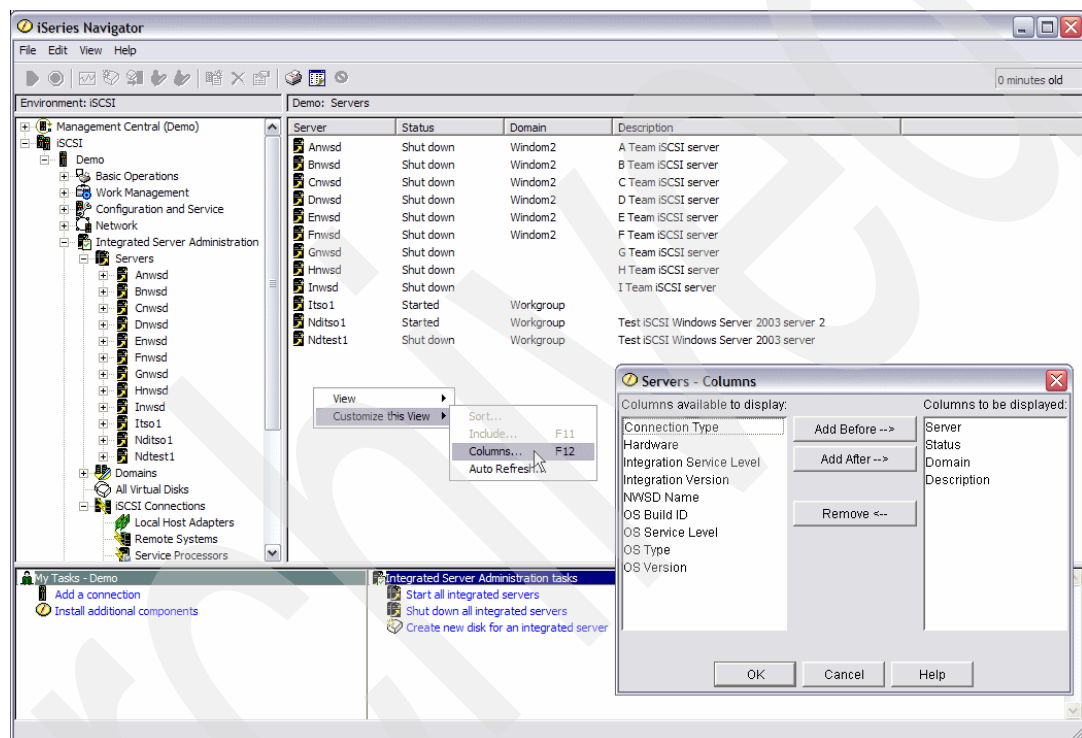 iSeries Navigator
File Edit View Help
0 minutes old
Environment: iSCSI
Demo: Servers
Management Central (Demo)
iSCSI
Demo
Basic Operations
Work Management
Configuration and Service
Network
Integrated Server Administration
Servers
Anwsd
Bnwsd
Cnwsd
Dnwsd
Enwsd
Fnwsd
Gnwsd
Hnwsd
Inwsd
Itso1
Nditso1
Ndtest1
Domains
All Virtual Disks
iSCSI Connections
Local Host Adapters
Remote Systems
Service Processors
Server Status Domain Description
Anwsd Shut down Windom2 A Team iSCSI server
Bnwsd Shut down Windom2 B Team iSCSI server
Cnwsd Shut down Windom2 C Team iSCSI server
Dnwsd Shut down Windom2 D Team iSCSI server
Enwsd Shut down Windom2 E Team iSCSI server
Fnwsd Shut down Windom2 F Team iSCSI server
Gnwsd Shut down G Team iSCSI server
Hnwsd Shut down H Team iSCSI server
Inwsd Shut down I Team iSCSI server
Itso1 Started Workgroup
Nditso1 Started Workgroup Test iSCSI Windows Server 2003 server 2
Ndtest1 Shut down Workgroup Test iSCSI Windows Server 2003 server
View
Customize this View
Sort...
Include... F11
Columns... F12
Auto Refresh...
Servers - Columns
Columns available to display:
Connection Type
Hardware
Integration Service Level
Integration Version
NWSD Name
OS Build ID
OS Service Level
OS Type
OS Version
Add Before -->
Add After -->
Remove <--
Columns to be displayed:
Server
Status
Domain
Description
OK Cancel Help
My Tasks - Demo
Add a connection
Install additional components
Integrated Server Administration tasks
Start all integrated servers
Shut down all integrated servers
Create new disk for an integrated server